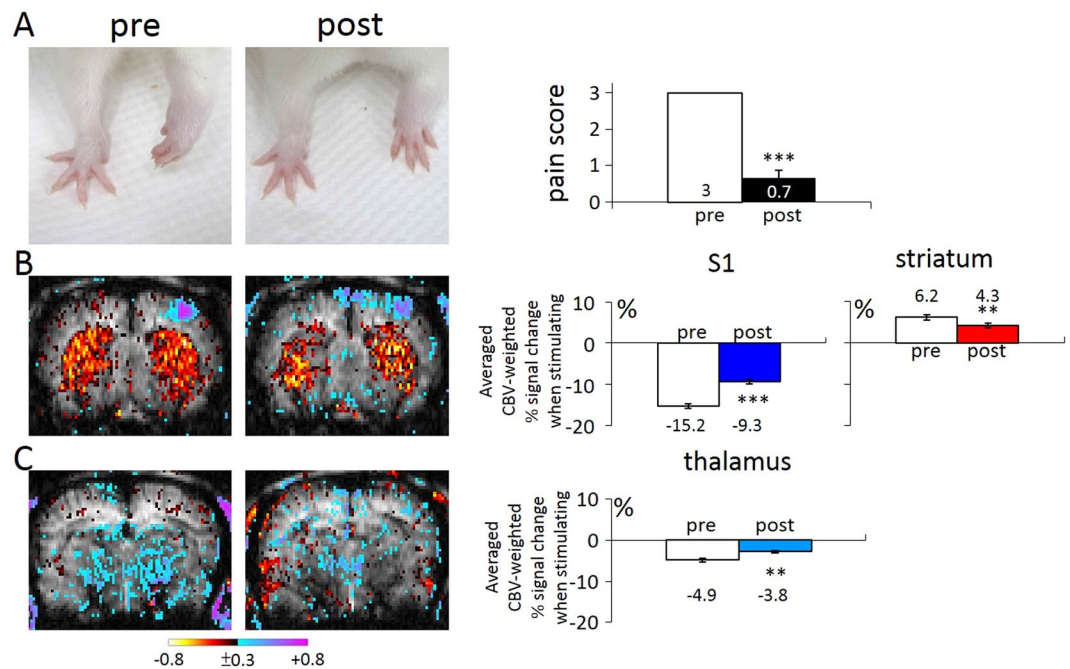 A
pre
post
pain score
3
2
1
0
3
***
0.7
pre
post
B
S1
striatum
Averaged
CBV-weighted
% signal change
when stimulating
10
0
-10
-20
%
pre
post
***
-15.2
-9.3
%
6.2
4.3
**
pre
post
C
thalamus
Averaged
CBV-weighted
% signal change
when stimulating
10
0
-10
-20
%
pre
post
**
-4.9
-3.8
-0.8
±0.3
+0.8